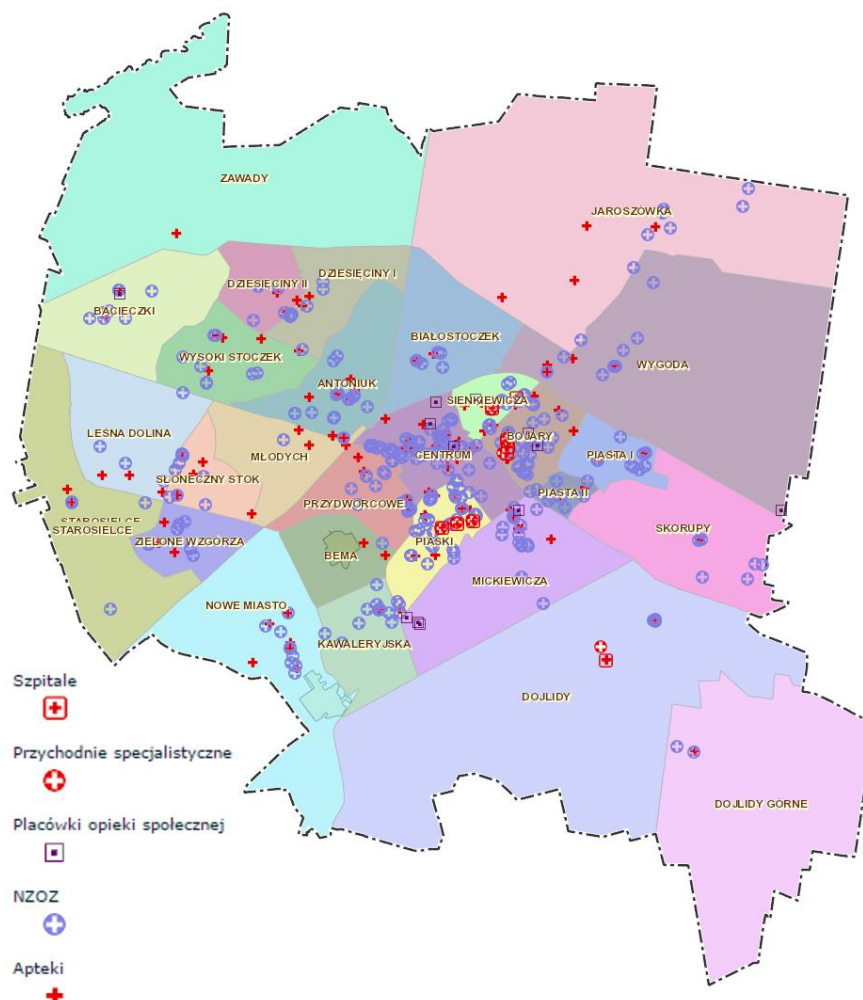 ZAWADY
JAROSZÓWKA
DZIESIĘCINY I
DZIESIĘCINY II
BACIECZKI
BIAŁOSTOCZEK
WYSOKI STOCZEK
WYGODA
ANTONIUK
SIENKIEWICZA
LEŚNA DOLINA
MŁODYCH
CENTRUM
BOJARY
PIASTA I
SŁONECZNY STOK
PIASTA II
PRZYDWORCOWE
STAROSIELCE
STAROSIELCE
SKORUPY
ZIELONE WZGÓRZA
PIASKI
BEMA
MICKIEWICZA
NOWE MIASTO
KAWALERYJSKA
Szpitale
DOJLIDY
Przychodnie specjalistyczne
DOJLIDY GÓRNE
Placówki opieki społecznej
NZOZ
Apteki